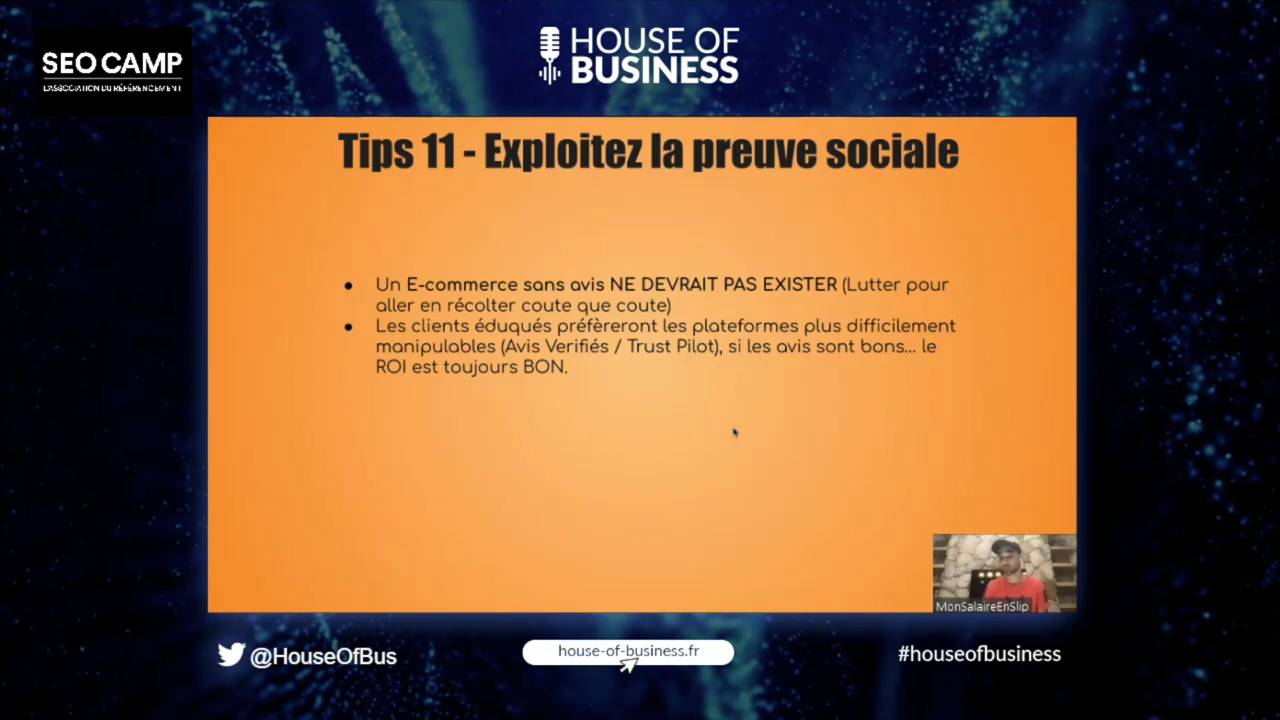 SEO CAMP
L'ASSOCIATION DU RÉFÉRENCEMENT
HOUSE OF
BUSINESS
Tips 11 - Exploitez la preuve sociale
● Un E-commerce sans avis NE DEVRAIT PAS EXISTER (Lutter pour
aller en récolter coute que coute)
● Les clients éduqués préfèreront les plateformes plus difficilement
manipulables (Avis Verifiés / Trust Pilot), si les avis sont bons... le
ROI est toujours BON.
MonSalaireEnSlip
@HouseOfBus
house-of-business.fr
#houseofbusiness